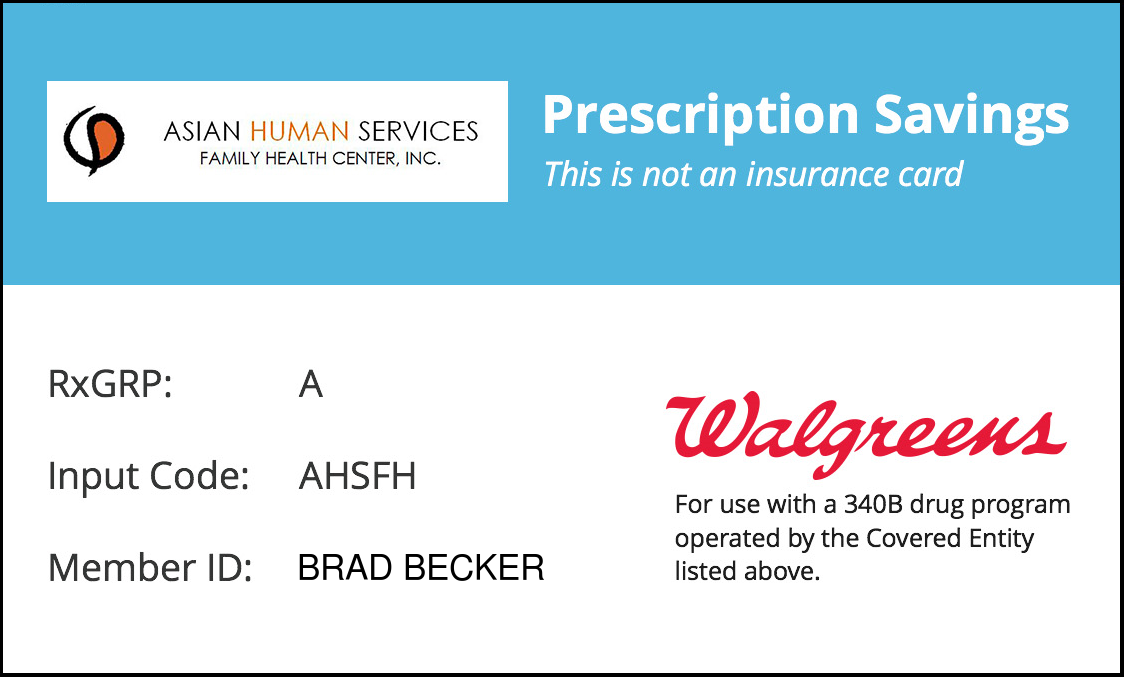 ASIAN HUMAN SERVICES
FAMILY HEALTH CENTER, INC.
Prescription Savings
This is not an insurance card
RxGRP: A
Input Code: AHSFH
Member ID: BRAD BECKER
Walgreens
For use with a 340B drug program
operated by the Covered Entity
listed above.